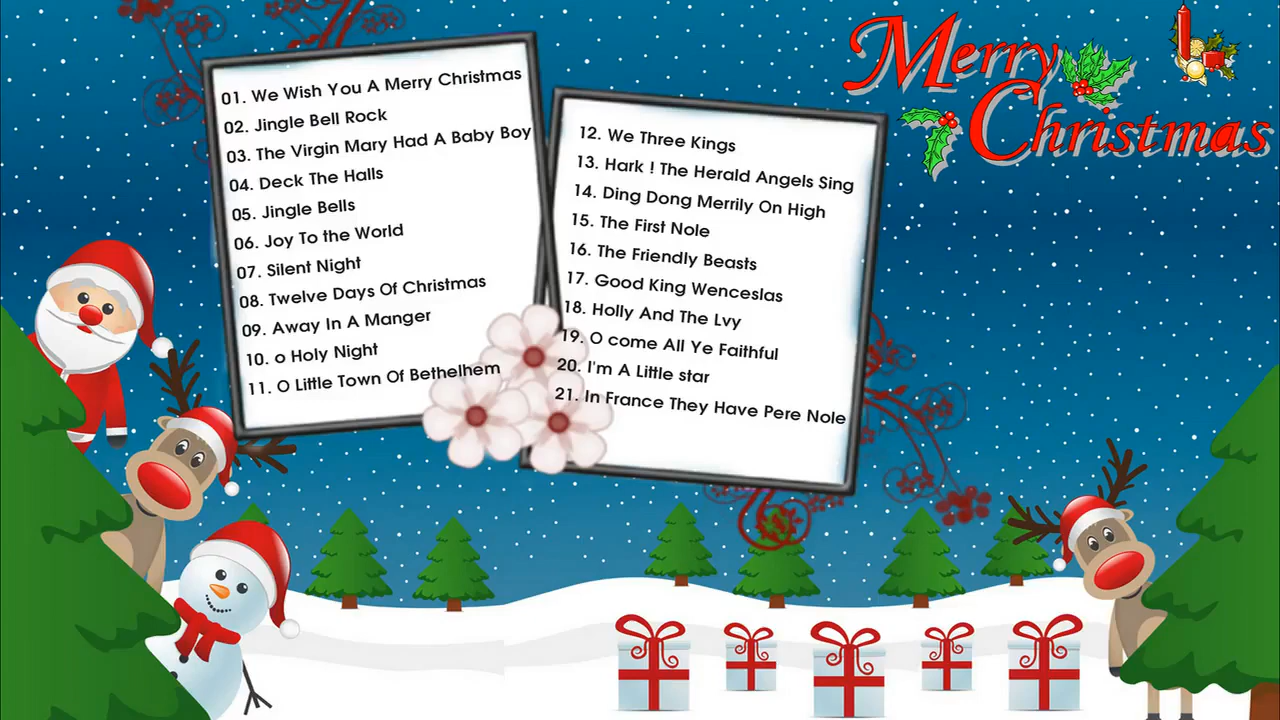 01. We Wish You A Merry Christmas
02. Jingle Bell Rock
03. The Virgin Mary Had A Baby Boy
04. Deck The Halls
05. Jingle Bells
06. Joy To the World
07. Silent Night
08. Twelve Days Of Christmas
09. Away In A Manger
10. o Holy Night
11. O Little Town Of Bethelhem
12. We Three Kings
13. Hark ! The Herald Angels Sing
14. Ding Dong Merrily On High
15. The First Nole
16. The Friendly Beasts
17. Good King Wenceslas
18. Holly And The Lvy
19. O come All Ye Faithful
20. I'm A Little star
21. In France They Have Pere Nole
Merry
Christmas